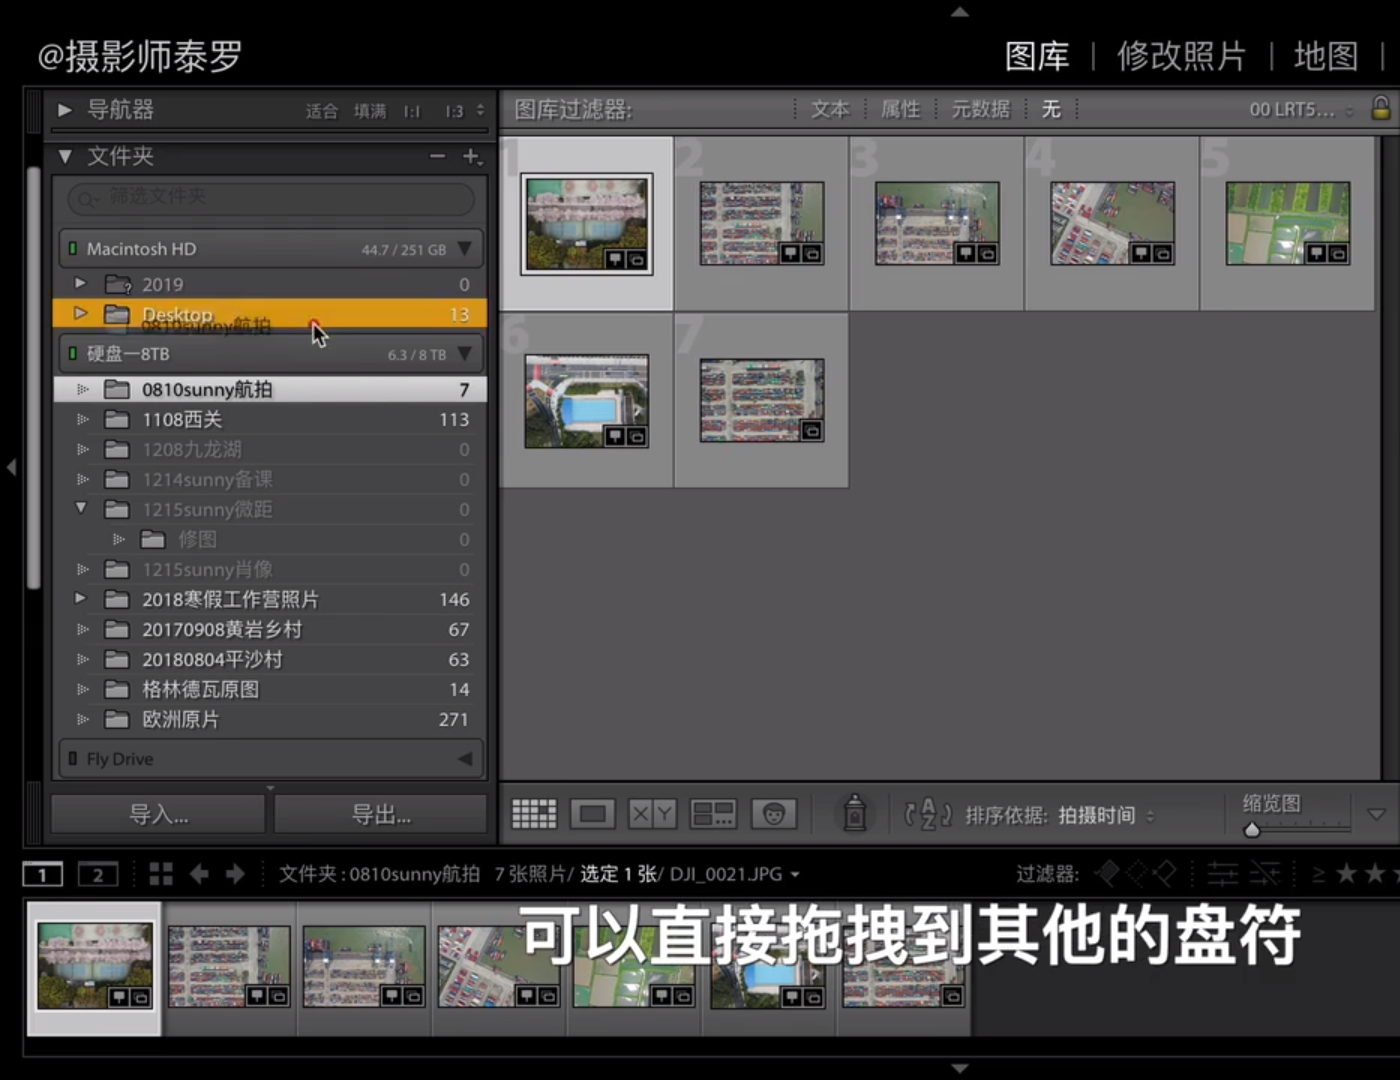 @摄影师泰罗
图库 | 修改照片 | 地图 |
导航器 适合 填满 1:1 1:3
图库过滤器: 文本 属性 元数据 无 00 LRT5...
文件夹
筛选文件夹
Macintosh HD 44.7 / 251 GB
2019 0
Desktop 13
0810sunny航拍
硬盘一8TB 6.3 / 8 TB
0810sunny航拍 7
1108西关 113
1208九龙湖 0
1214sunny备课 0
1215sunny微距 0
修图 0
1215sunny肖像 0
2018寒假工作营照片 146
20170908黄岩乡村 67
20180804平沙村 63
格林德瓦原图 14
欧洲原片 271
Fly Drive
1 2 3 4 5
6 7
导入... 导出...
XY AZ 排序依据: 拍摄时间 缩览图
1 2 文件夹 : 0810sunny航拍 7 张照片/ 选定 1 张/ DJI_0021.JPG 过滤器: ≥ ★★
可以直接拖拽到其他的盘符